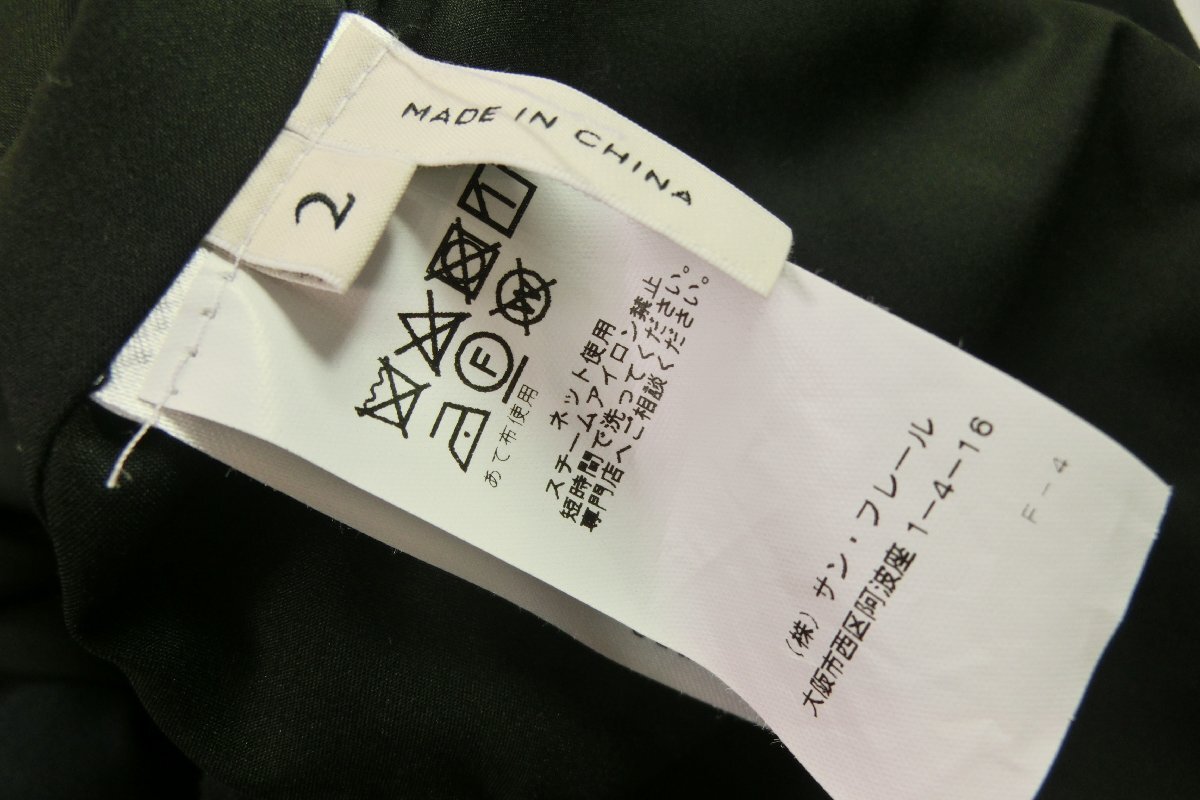 MADE IN CHINA
2
W
F
あて布使用
ネット使用
スチームアイロン禁止
短時間で洗ってください。
専門店へご相談ください。
(株) サン・フレール
大阪市西区阿波座 1-4-16
F-4